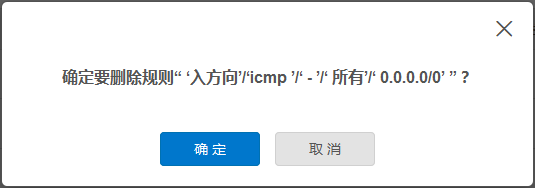 确定要删除规则“ ‘入方向’/‘icmp ’/‘ - ’/‘ 所有’/‘ 0.0.0.0/0’ ” ?
确 定 取 消